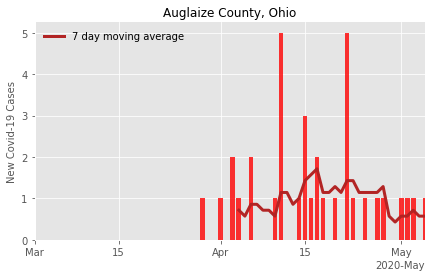 Auglaize County, Ohio
7 day moving average
New Covid-19 Cases
5
4
3
2
1
0
Mar 15 Apr 15 May
2020-May